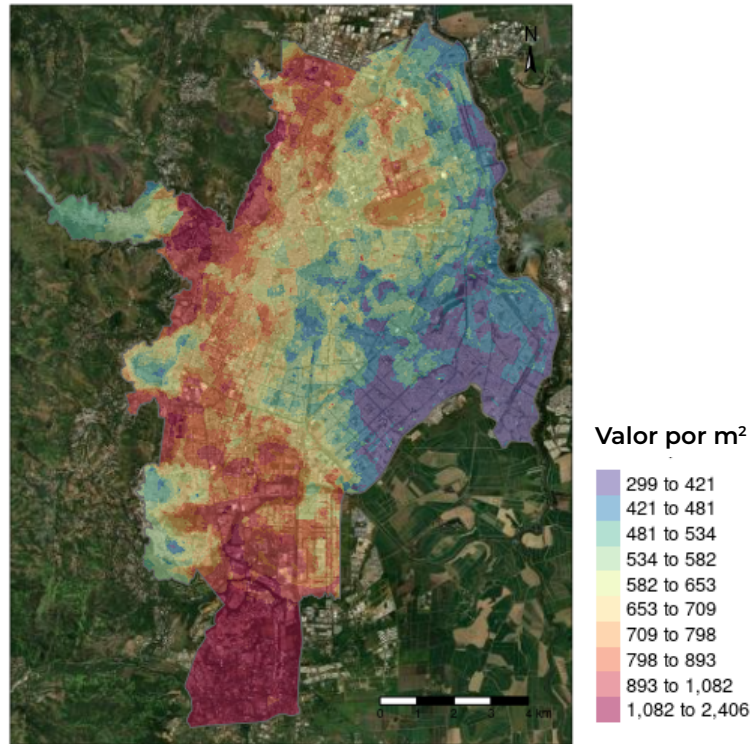 N
Valor por m²
299 to 421
421 to 481
481 to 534
534 to 582
582 to 653
653 to 709
709 to 798
798 to 893
893 to 1,082
1,082 to 2,406
0 1 2 3 4 km